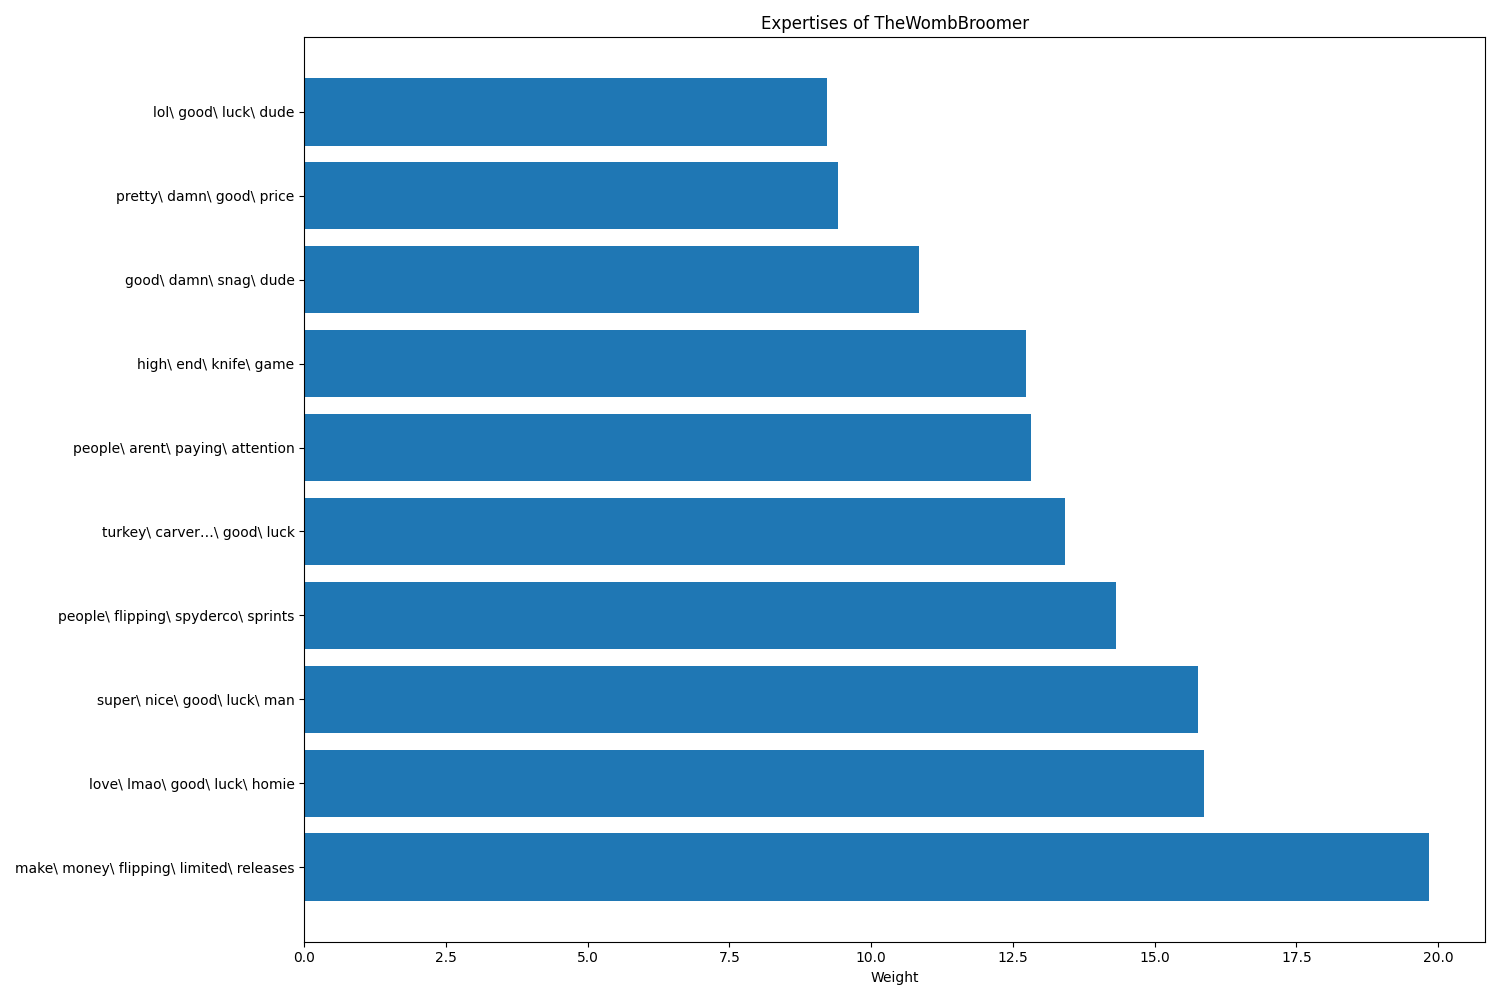 Expertises of TheWombBroomer
lol\ good\ luck\ dude
pretty\ damn\ good\ price
good\ damn\ snag\ dude
high\ end\ knife\ game
people\ arent\ paying\ attention
turkey\ carver…\ good\ luck
people\ flipping\ spyderco\ sprints
super\ nice\ good\ luck\ man
love\ lmao\ good\ luck\ homie
make\ money\ flipping\ limited\ releases
0.0 2.5 5.0 7.5 10.0 12.5 15.0 17.5 20.0
Weight